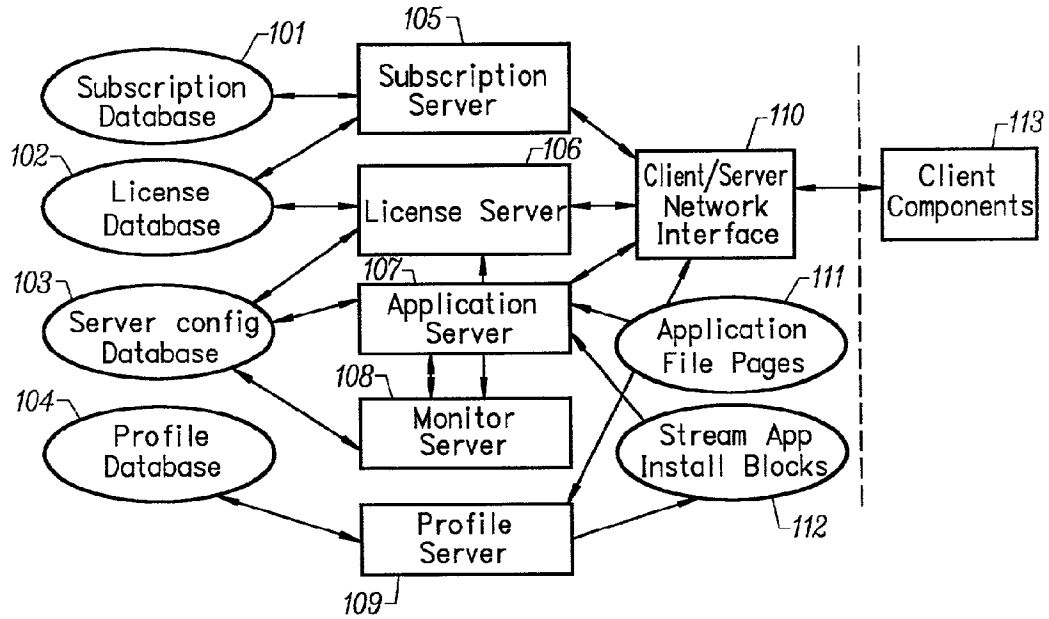 101
Subscription
Database
105
Subscription
Server
102
License
Database
106
License Server
110
Client/Server
Network
Interface
113
Client
Components
103
Server config
Database
107
Application
Server
111
Application
File Pages
104
Profile
Database
108
Monitor
Server
Stream App
Install Blocks
112
Profile
Server
109